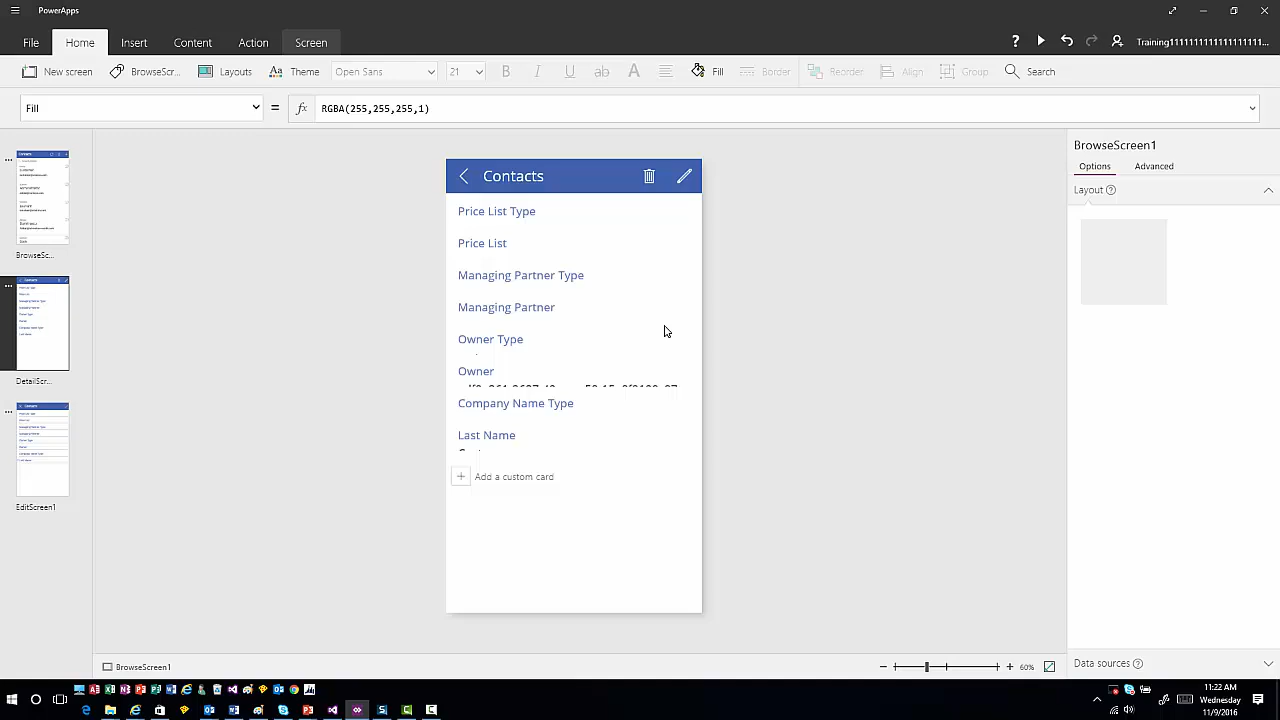 PowerApps
File
Home
Insert
Content
Action
Screen
Training1111111111111111111...
New screen
BrowseScr...
Layouts
Theme
Open Sans
21
Fill
Border
Reorder
Align
Group
Search
Fill
=
fx
RGBA(255,255,255,1)
BrowseSc...
DetailScr...
EditScreen1
Contacts
Price List Type
Price List
Managing Partner Type
Managing Partner
Owner Type
Owner
Company Name Type
Last Name
Add a custom card
BrowseScreen1
60%
BrowseScreen1
Options
Advanced
Layout
Data sources
11:22 AM
Wednesday
11/9/2016